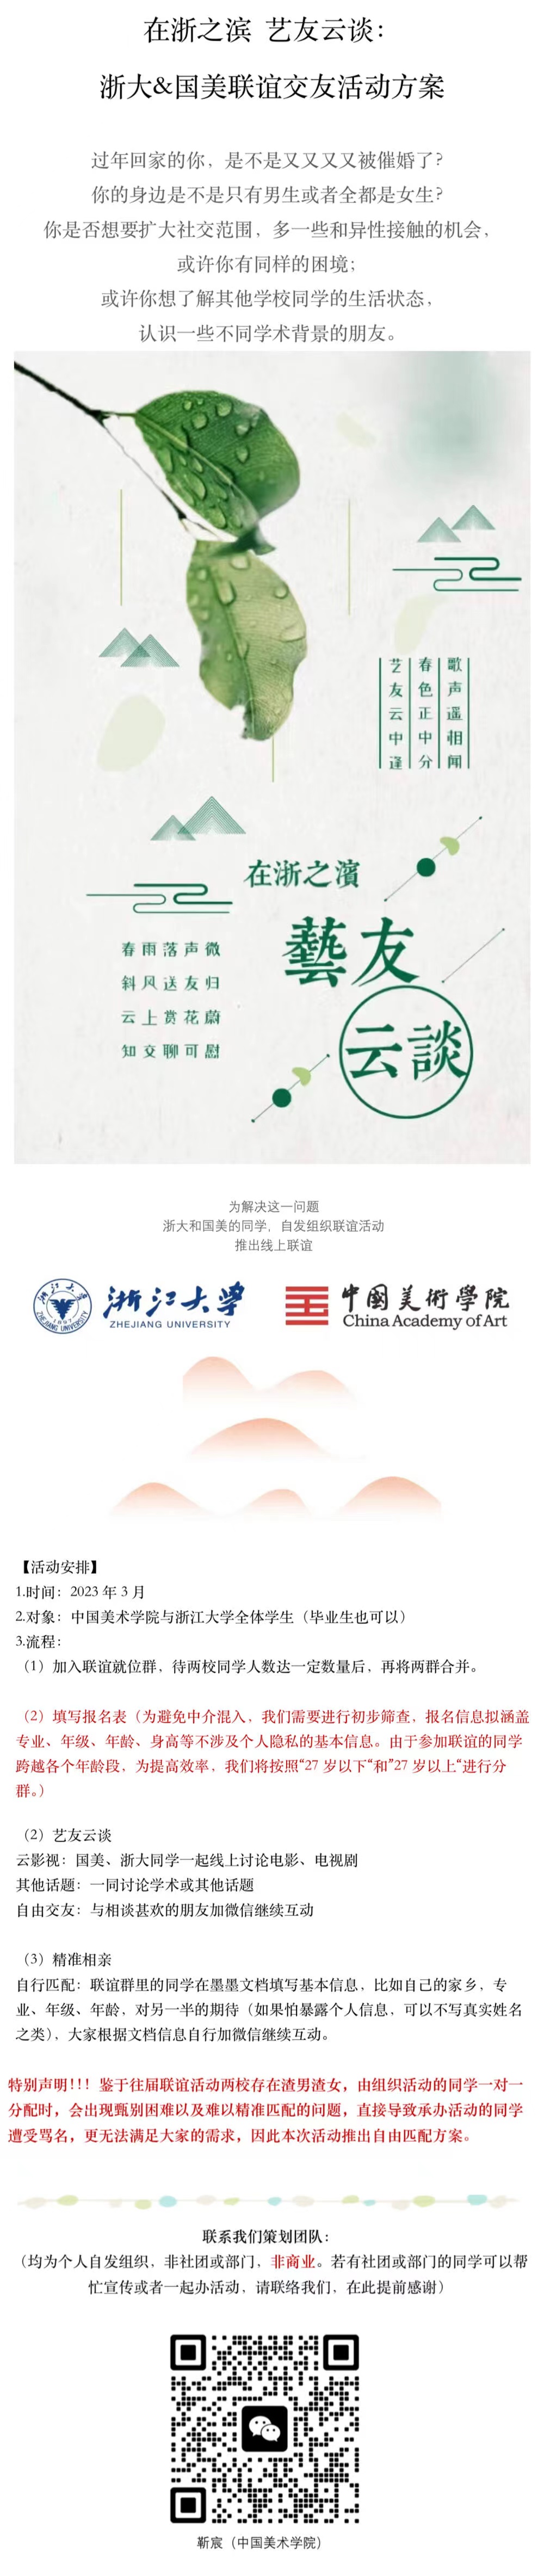 在浙之滨 艺友云谈：
浙大&国美联谊交友活动方案
过年回家的你，是不是又又又又被催婚了?
你的身边是不是只有男生或者全都是女生?
你是否想要扩大社交范围，多一些和异性接触的机会，
或许你有同样的困境；
或许你想了解其他学校同学的生活状态，
认识一些不同学术背景的朋友。
歌声遥相闻
春色正中分
艺友云中逢
在浙之濱
藝友
云談
春雨落声微
斜风送友归
云上赏花蔚
知交聊可慰
为解决这一问题
浙大和国美的同学，自发组织联谊活动
推出线上联谊
浙江大学
ZHEJIANG UNIVERSITY
1897
浙江大学
ZHEJIANG UNIVERSITY
中國美術學院
China Academy of Art
【活动安排】
1.时间：2023 年 3 月
2.对象：中国美术学院与浙江大学全体学生（毕业生也可以）
3.流程：
（1）加入联谊就位群，待两校同学人数达一定数量后，再将两群合并。
（2）填写报名表（为避免中介混入，我们需要进行初步筛查，报名信息拟涵盖
专业、年级、年龄、身高等不涉及个人隐私的基本信息。由于参加联谊的同学
跨越各个年龄段，为提高效率，我们将按照“27 岁以下“和”27 岁以上“进行分
群。）
（2）艺友云谈
云影视：国美、浙大同学一起线上讨论电影、电视剧
其他话题：一同讨论学术或其他话题
自由交友：与相谈甚欢的朋友加微信继续互动
（3）精准相亲
自行匹配：联谊群里的同学在墨墨文档填写基本信息，比如自己的家乡，专
业、年级、年龄，对另一半的期待（如果怕暴露个人信息，可以不写真实姓名
之类），大家根据文档信息自行加微信继续互动。
特别声明!!! 鉴于往届联谊活动两校存在渣男渣女，由组织活动的同学一对一
分配时，会出现甄别困难以及难以精准匹配的问题，直接导致承办活动的同学
遭受骂名，更无法满足大家的需求，因此本次活动推出自由匹配方案。
联系我们策划团队：
（均为个人自发组织，非社团或部门，非商业。若有社团或部门的同学可以帮
忙宣传或者一起办活动，请联络我们，在此提前感谢）
靳宸（中国美术学院）